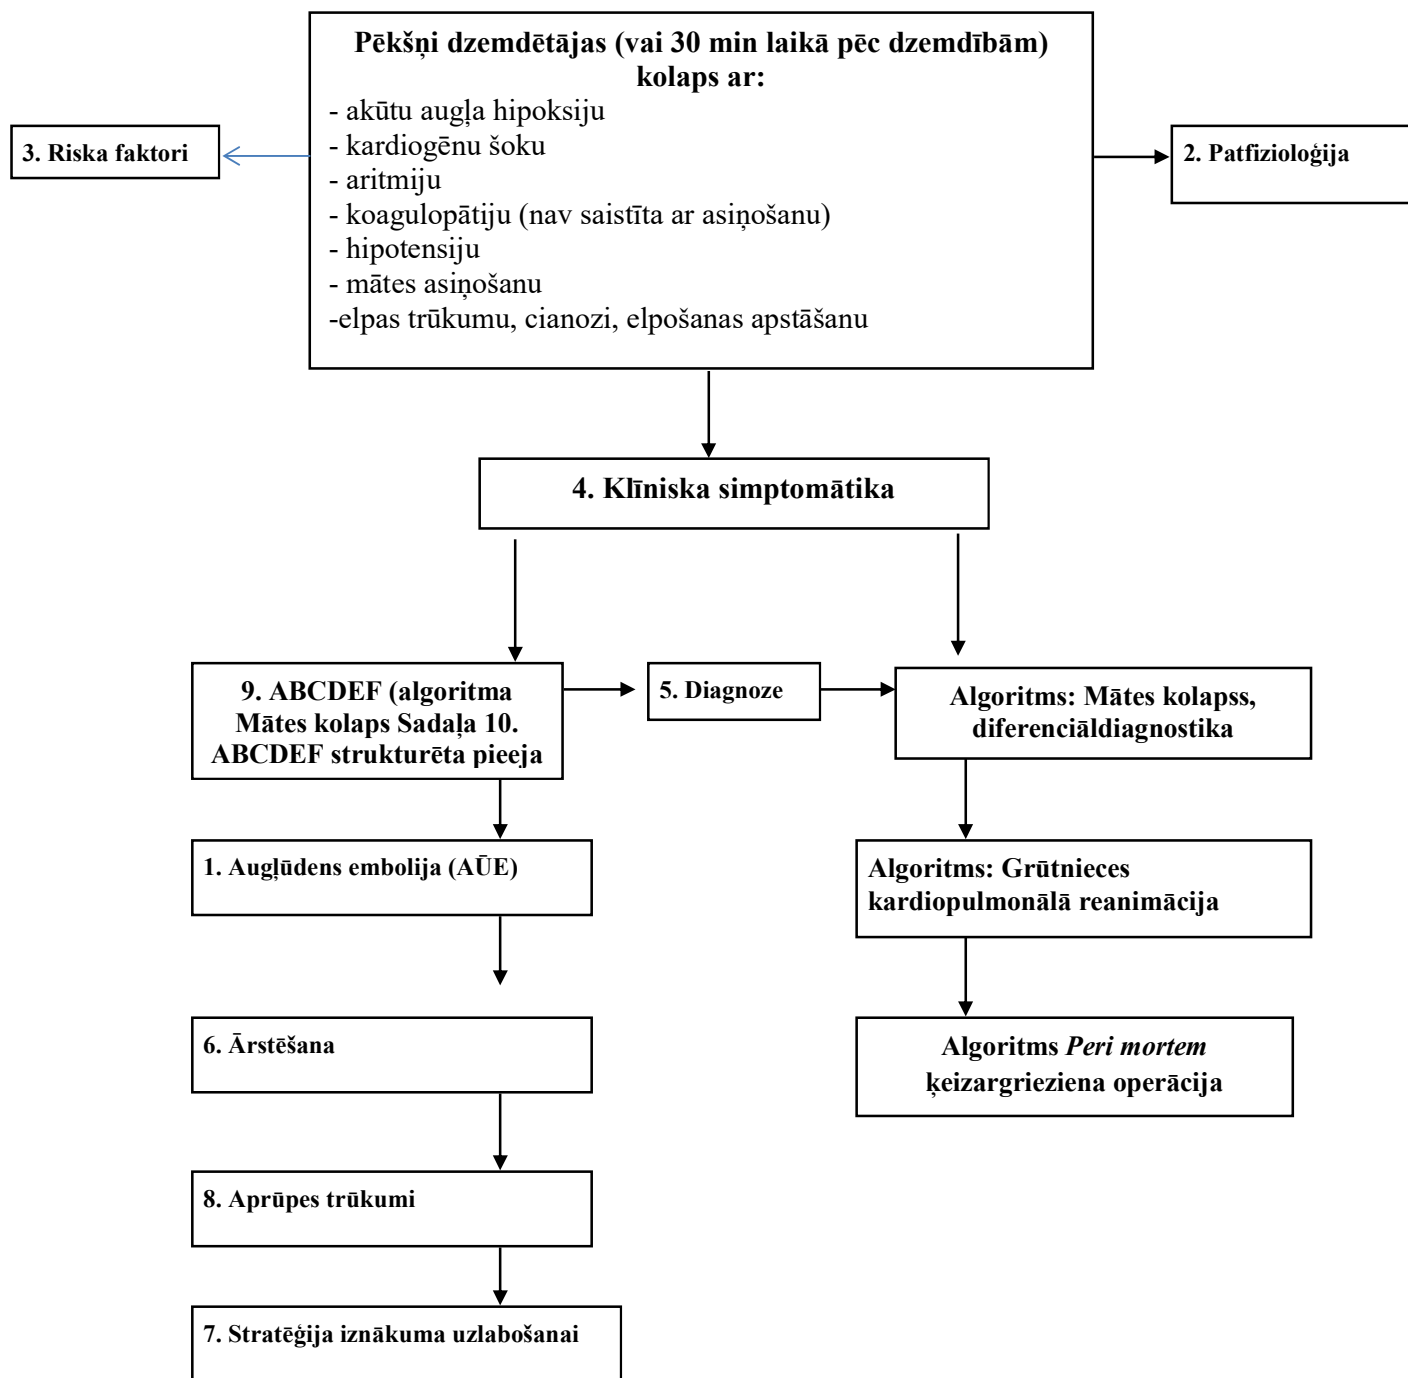 Pēkšņi dzemdētājas (vai 30 min laikā pēc dzemdībām)
kolaps ar:
- akūtu augļa hipoksiju
- kardiogēnu šoku
- aritmiju
- koagulopātiju (nav saistīta ar asiņošanu)
- hipotensiju
- mātes asiņošanu
-elpas trūkumu, cianozi, elpošanas apstāšanu
3. Riska faktori
2. Patfizioloģija
4. Klīniska simptomātika
9. ABCDEF (algoritma
Mātes kolaps Sadaļa 10.
ABCDEF strukturēta pieeja
5. Diagnoze
Algoritms: Mātes kolapss,
diferenciāldiagnostika
1. Augļūdens embolija (AŪE)
Algoritms: Grūtnieces
kardiopulmonālā reanimācija
6. Ārstēšana
Algoritms Peri mortem
ķeizargrieziena operācija
8. Aprūpes trūkumi
7. Stratēģija iznākuma uzlabošanai